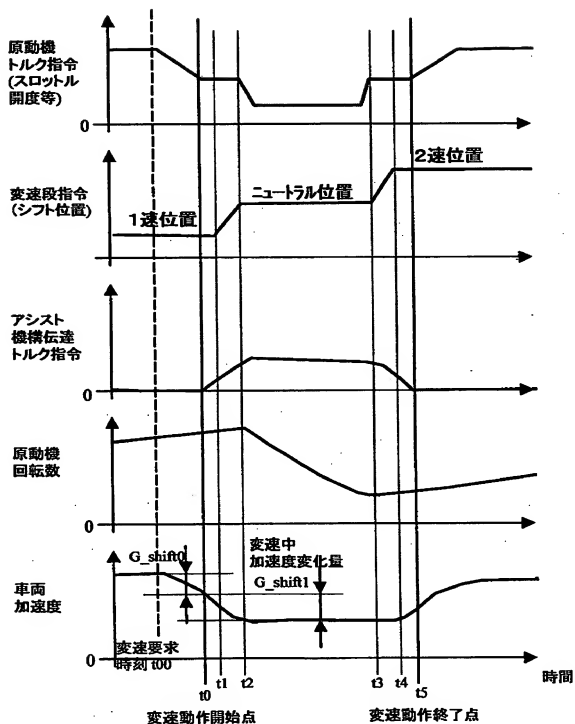 原動機
トルク指令
(スロットル
開度等)
0
変速段指令
(シフト位置)
1速位置
ニュートラル位置
2速位置
アシスト
機構伝達
トルク指令
0
原動機
回転数
0
車両
加速度
G_shift0
変速中
加速度変化量
G_shift1
変速要求
時刻 t00
0
t0
t1
t2
t3
t4
t5
時間
変速動作開始点
変速動作終了点